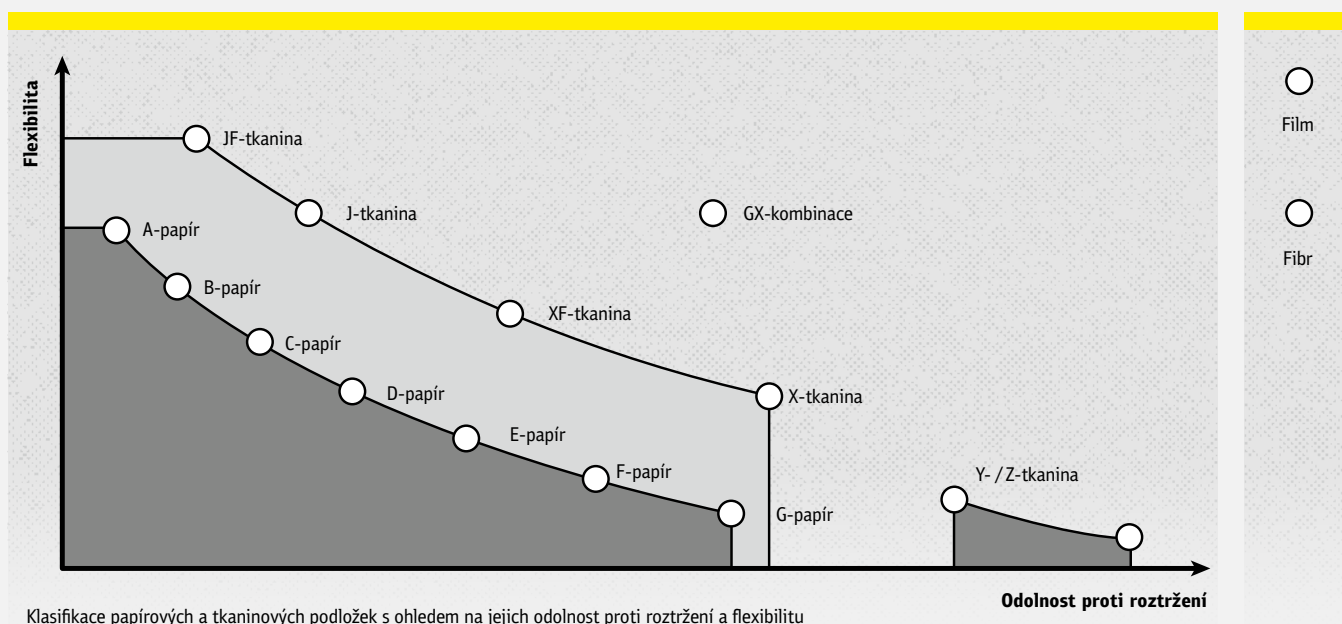 Flexibilita
JF-tkanina
J-tkanina
GX-kombinace
A-papír
B-papír
XF-tkanina
C-papír
D-papír
X-tkanina
E-papír
F-papír
Y- / Z-tkanina
G-papír
Odolnost proti roztržení
Klasifikace papírových a tkaninových podložek s ohledem na jejich odolnost proti roztržení a flexibilitu
Film
Fibr